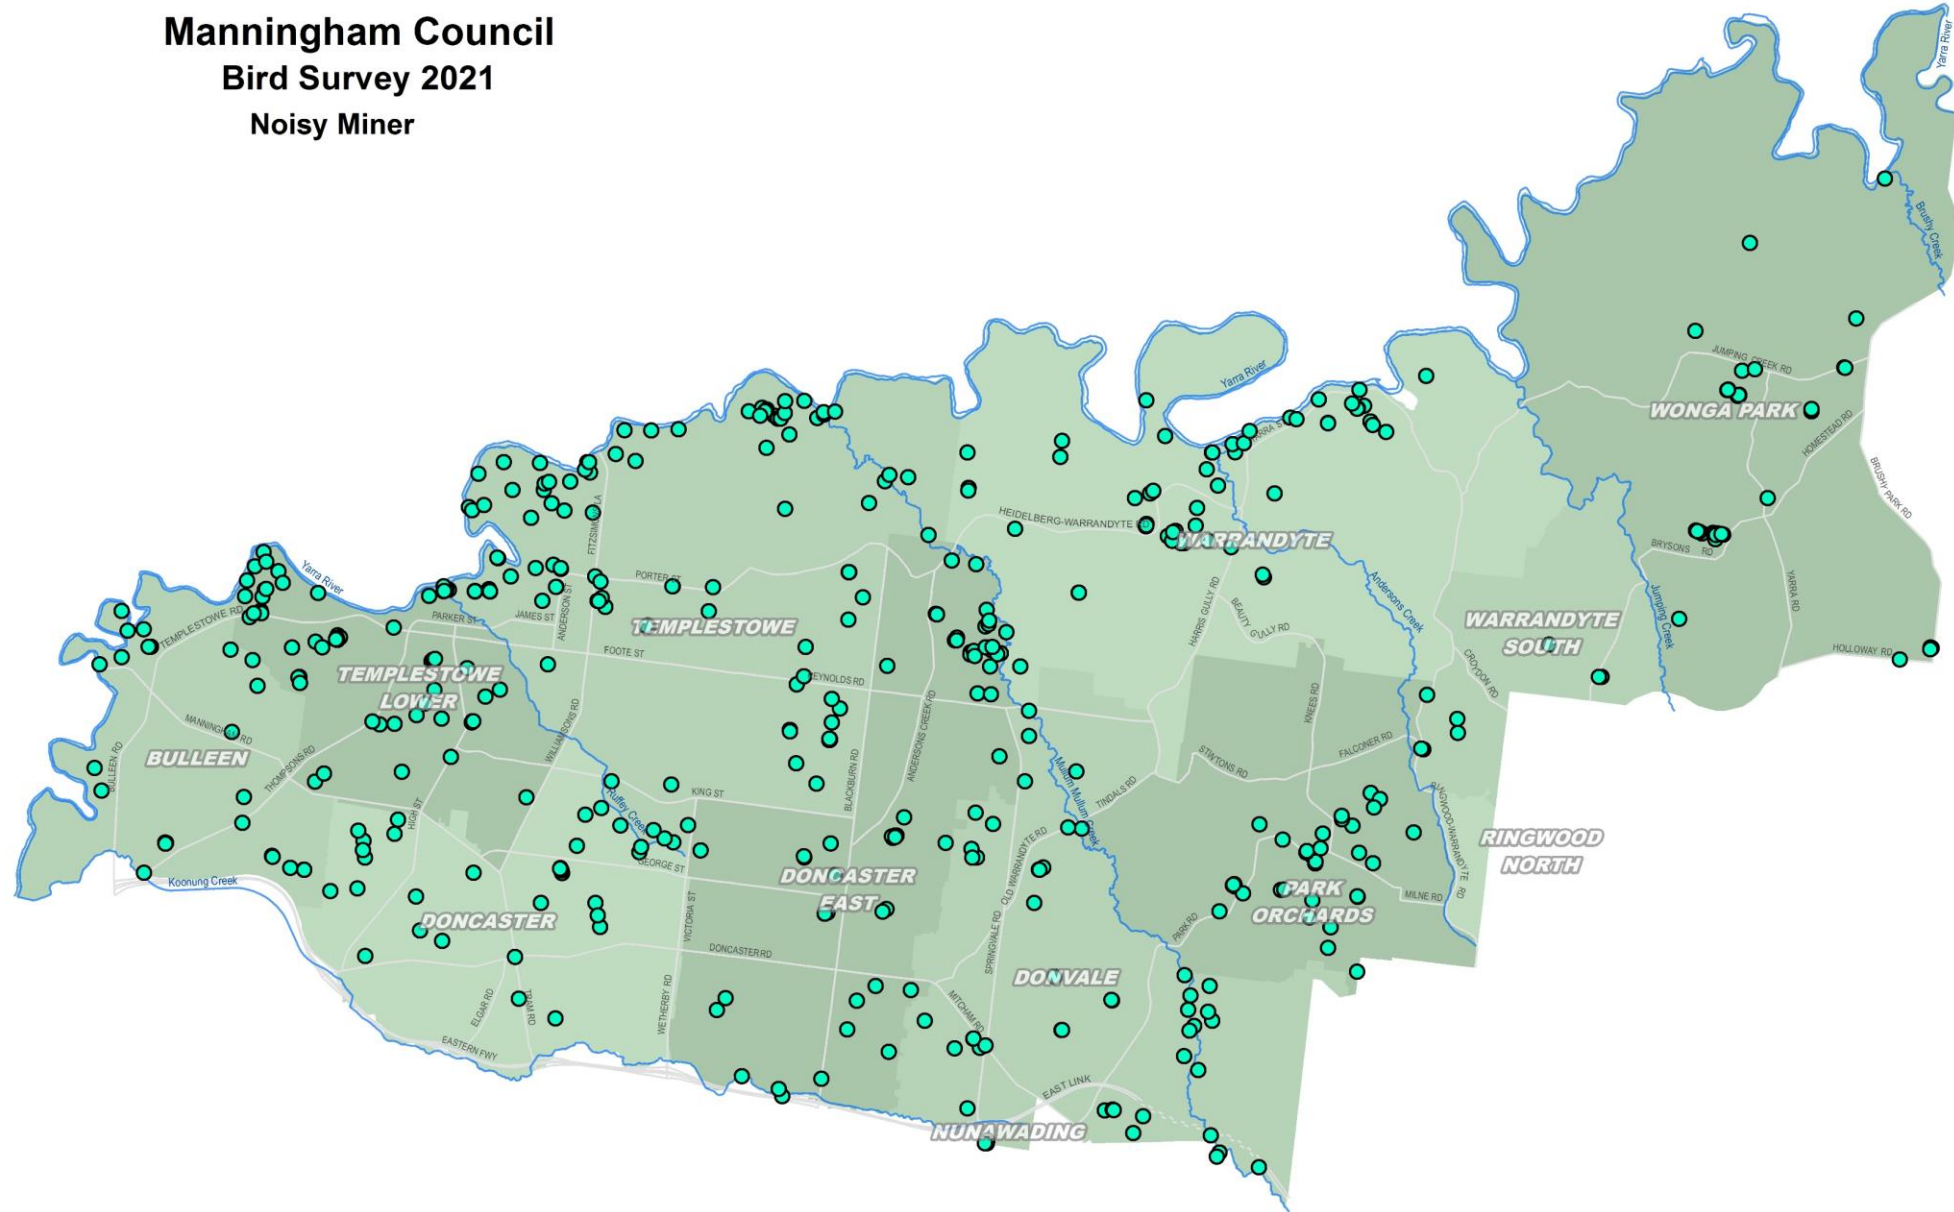 Manningham Council
Bird Survey 2021
Noisy Miner
Yarra River
Brushy Creek
JUMPING CREEK RD
WONGA PARK
HOMESTEAD RD
BRUSHY PARK RD
BRYSONS RD
YARRA RD
HOLLOWAY RD
Jumping Creek
Yarra River
YARRA ST
HEIDELBERG-WARRANDYTE RD
WARRANDYTE
Andersons Creek
HARRIS GULLY RD
BEAUTY GULLY RD
WARRANDYTE
SOUTH
CROYDON RD
KNEES RD
FALCONER RD
STINTONS RD
TINDALS RD
RINGWOOD-WARRANDYTE RD
RINGWOOD
NORTH
MILNE RD
PARK
ORCHARDS
PARK RD
Yarra River
TEMPLESTOWE RD
PARKER ST
JAMES ST
ANDERSON ST
PORTER ST
TEMPLESTOWE
FOOTE ST
REYNOLDS RD
TEMPLESTOWE
LOWER
WILLIAMSONS RD
MANNINGHAM RD
BULLEEN
BULLEEN RD
THOMPSONS RD
HIGH ST
Ruffey Creek
KING ST
GEORGE ST
BLACKBURN RD
ANDERSONS CREEK RD
Mullum Mullum Creek
OLD WARRANDYTE RD
DONCASTER
EAST
Koonung Creek
DONCASTER
VICTORIA ST
DONCASTER RD
SPRINGVALE RD
DONVALE
MITCHAM RD
WETHERBY RD
ELGAR RD
TRAM RD
EASTERN FWY
EAST LINK
NUNAWADING